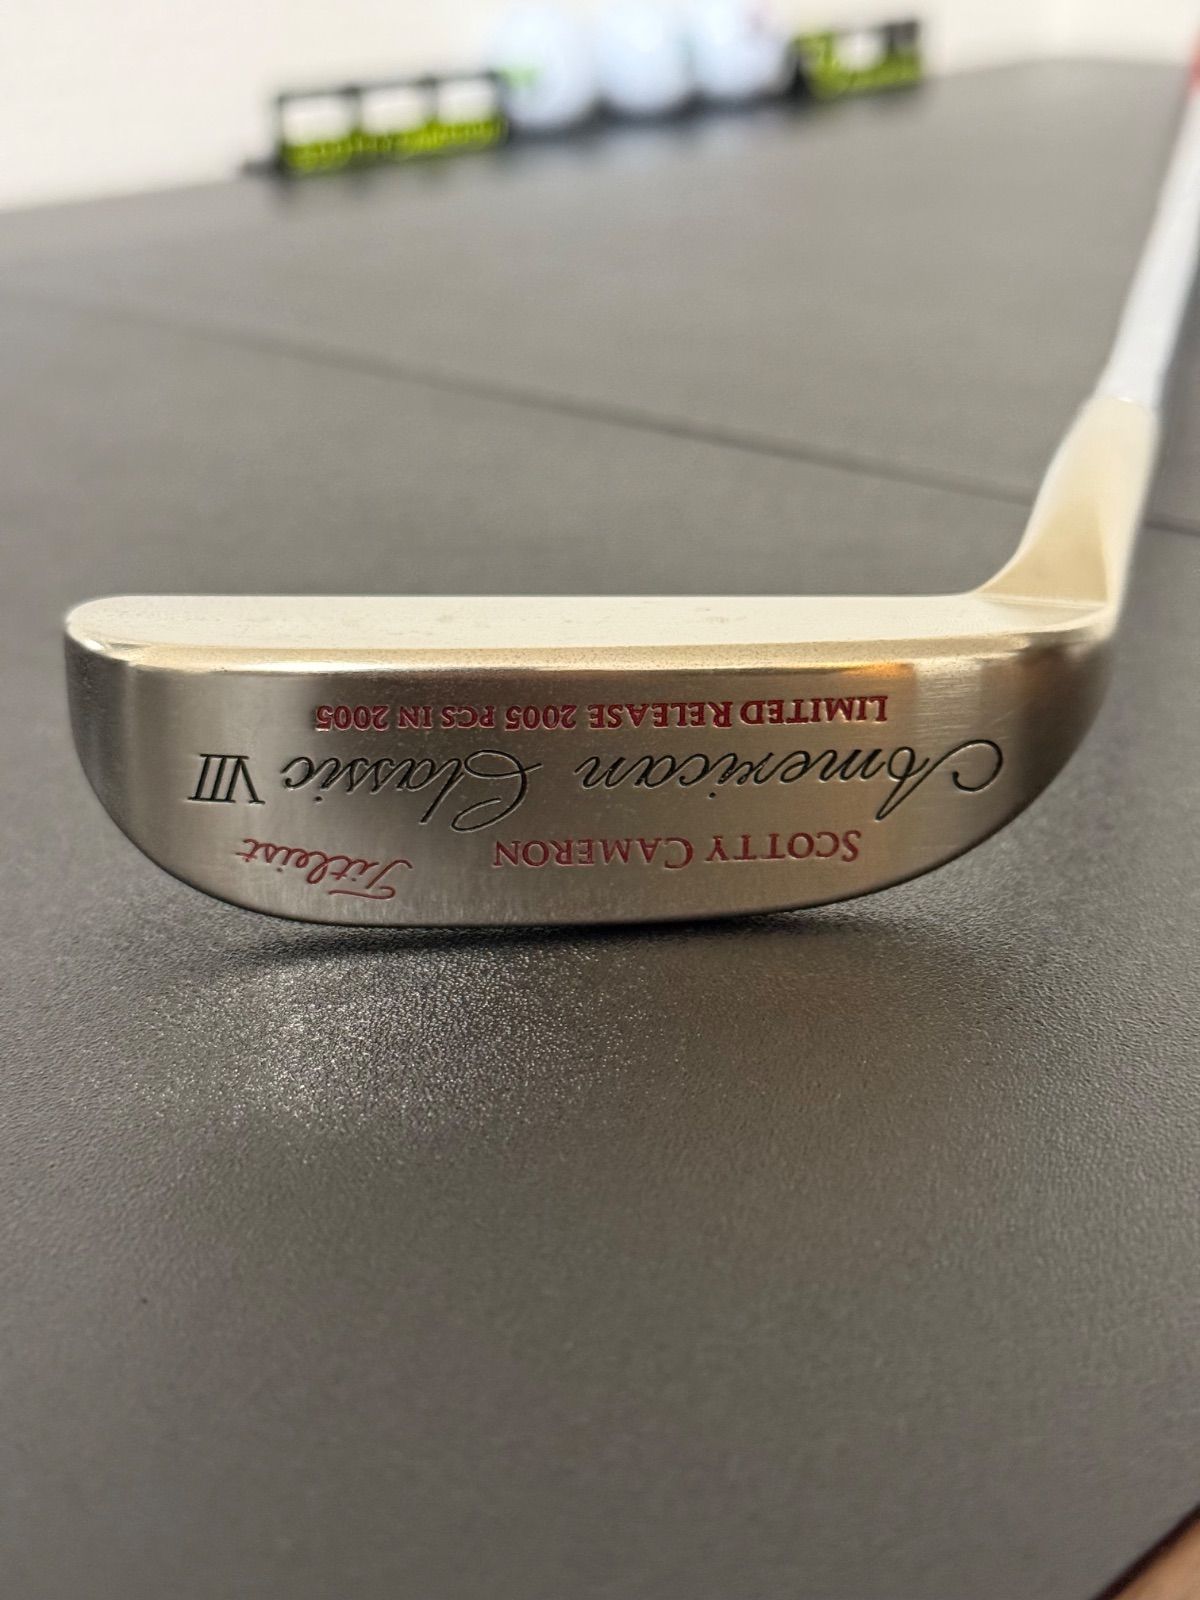 SCOTTY CAMERON Titleist
American Classic VIII
LIMITED RELEASE 2005 PCS IN 2005